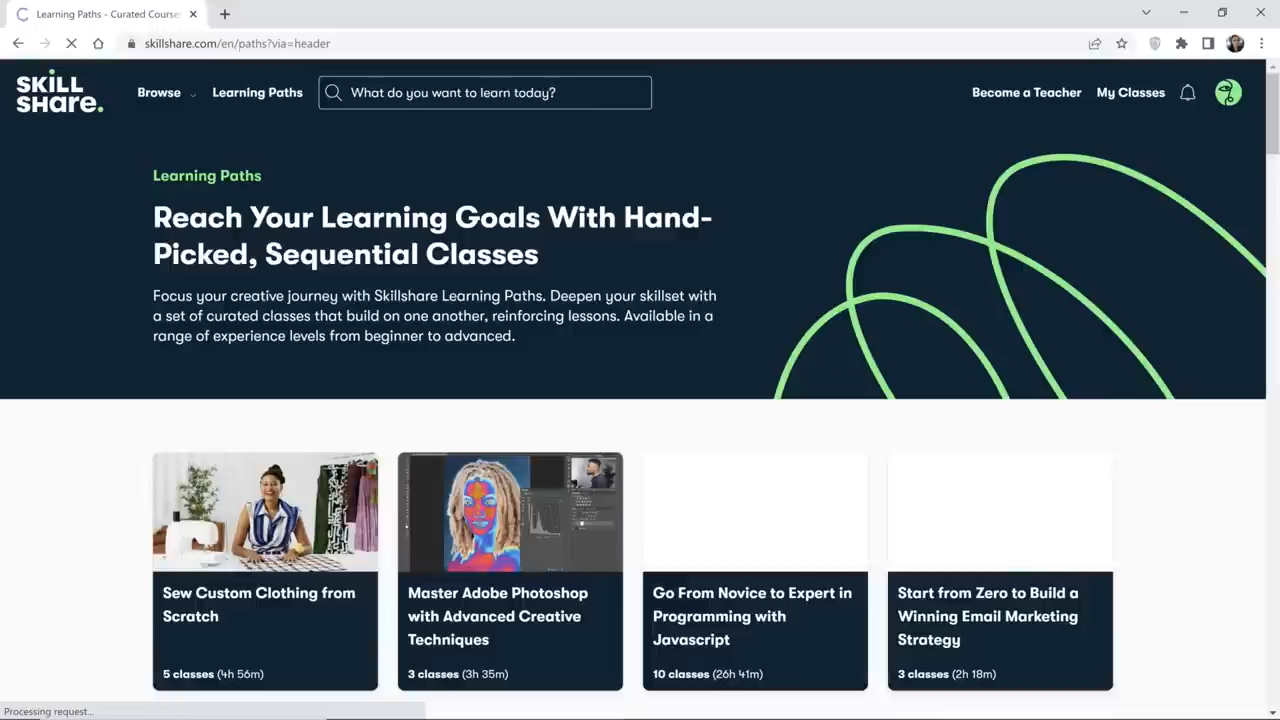 Learning Paths - Curated Course
skillshare.com/en/paths?via=header
SKiLL
SHare.
Browse
Learning Paths
What do you want to learn today?
Become a Teacher
My Classes
Learning Paths
Reach Your Learning Goals With Hand-
Picked, Sequential Classes
Focus your creative journey with Skillshare Learning Paths. Deepen your skillset with
a set of curated classes that build on one another, reinforcing lessons. Available in a
range of experience levels from beginner to advanced.
Sew Custom Clothing from
Scratch
5 classes (4h 56m)
Master Adobe Photoshop
with Advanced Creative
Techniques
3 classes (3h 35m)
Go From Novice to Expert in
Programming with
Javascript
10 classes (26h 41m)
Start from Zero to Build a
Winning Email Marketing
Strategy
3 classes (2h 18m)
Processing request...